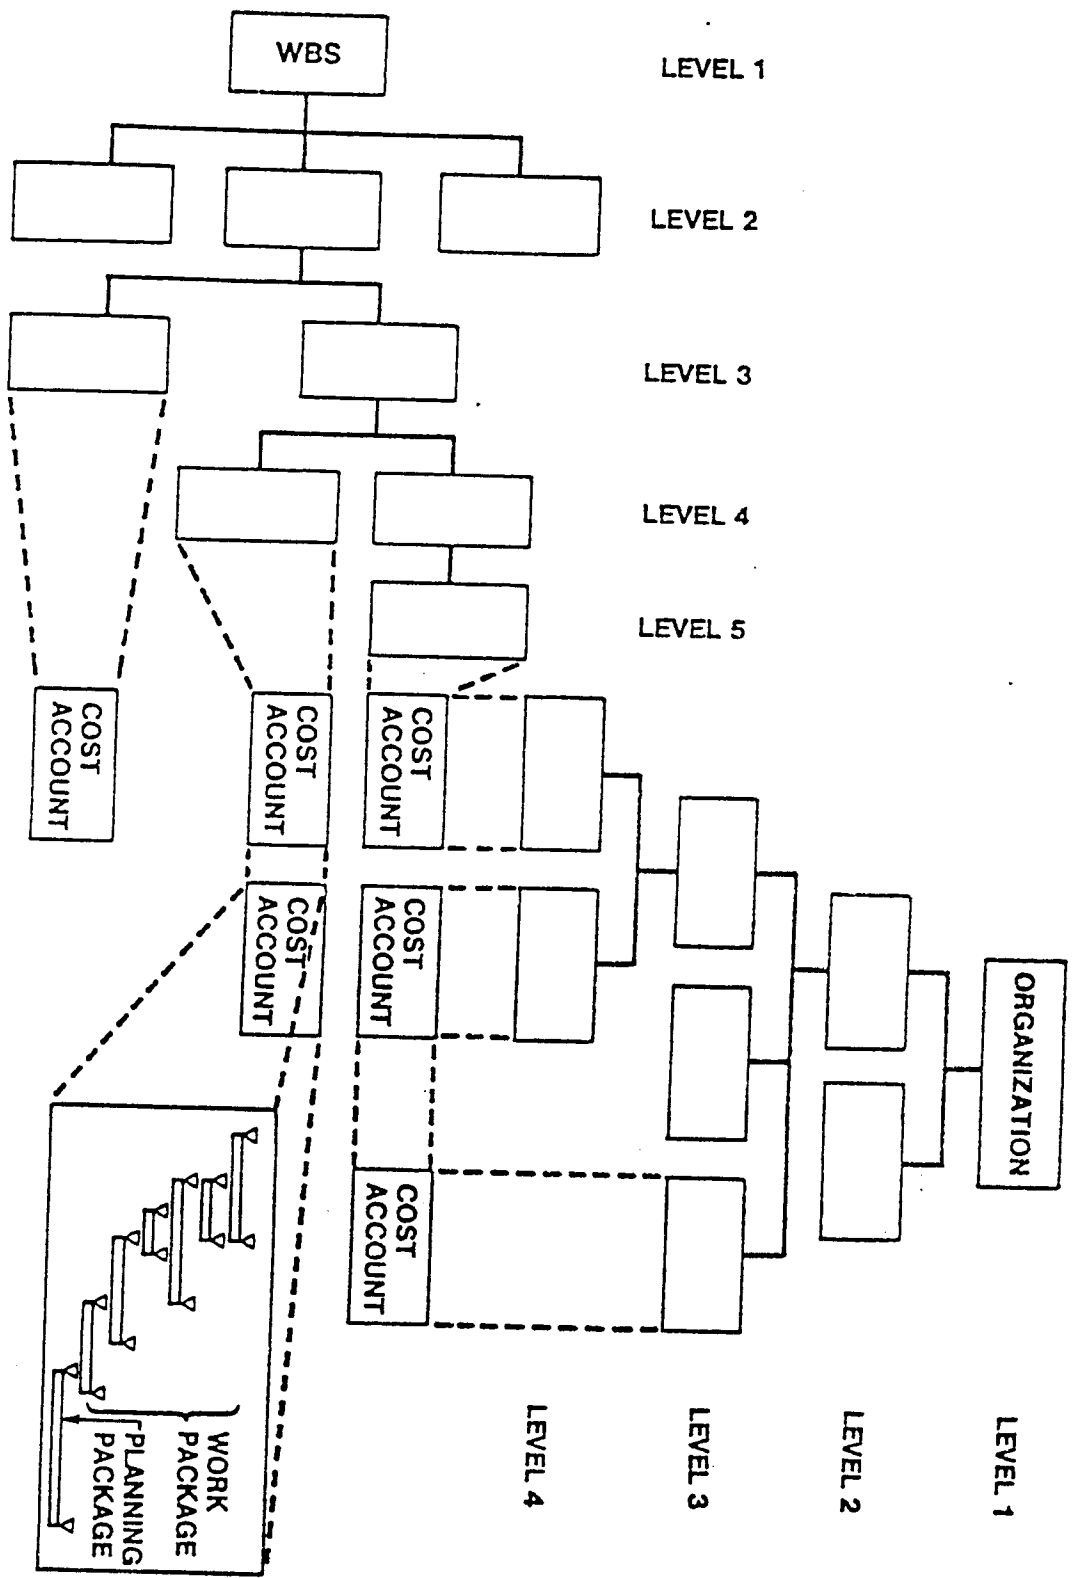 WBS
LEVEL 1
LEVEL 2
LEVEL 3
LEVEL 4
LEVEL 5
COST
ACCOUNT
COST
ACCOUNT
COST
ACCOUNT
COST
ACCOUNT
COST
ACCOUNT
COST
ACCOUNT
ORGANIZATION
LEVEL 1
LEVEL 2
LEVEL 3
LEVEL 4
WORK
PACKAGE
PLANNING
PACKAGE